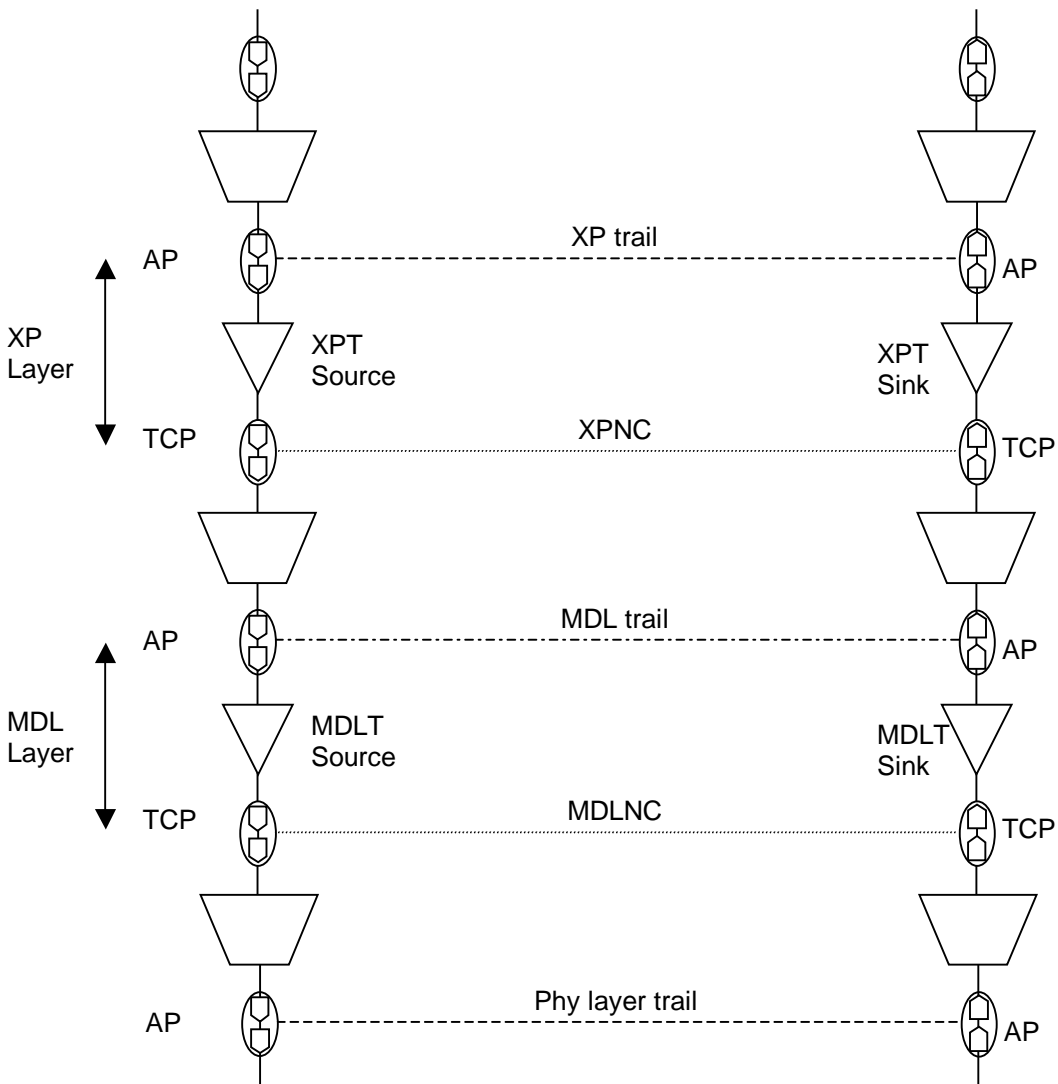 XP trail
AP
AP
XP
Layer
XPT
Source
XPT
Sink
XPNC
TCP
TCP
MDL trail
AP
AP
MDL
Layer
MDLT
Source
MDLT
Sink
MDLNC
TCP
TCP
Phy layer trail
AP
AP